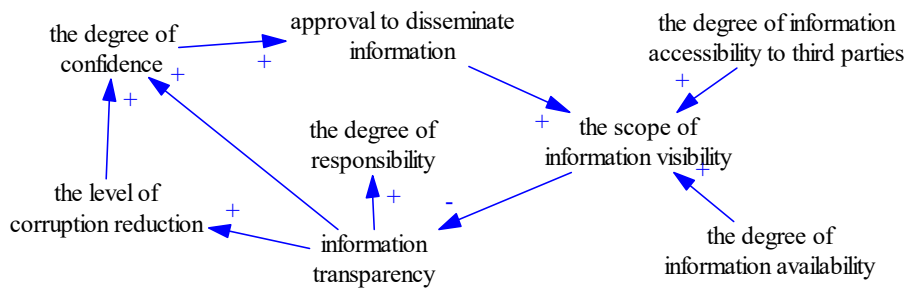 the degree of
confidence
+
+
+
approval to disseminate
information
+
the degree of information
accessibility to third parties
+
the scope of
information visibility
+
the degree of
information availability
the degree of
responsibility
+
-
the level of
corruption reduction
+
information
transparency